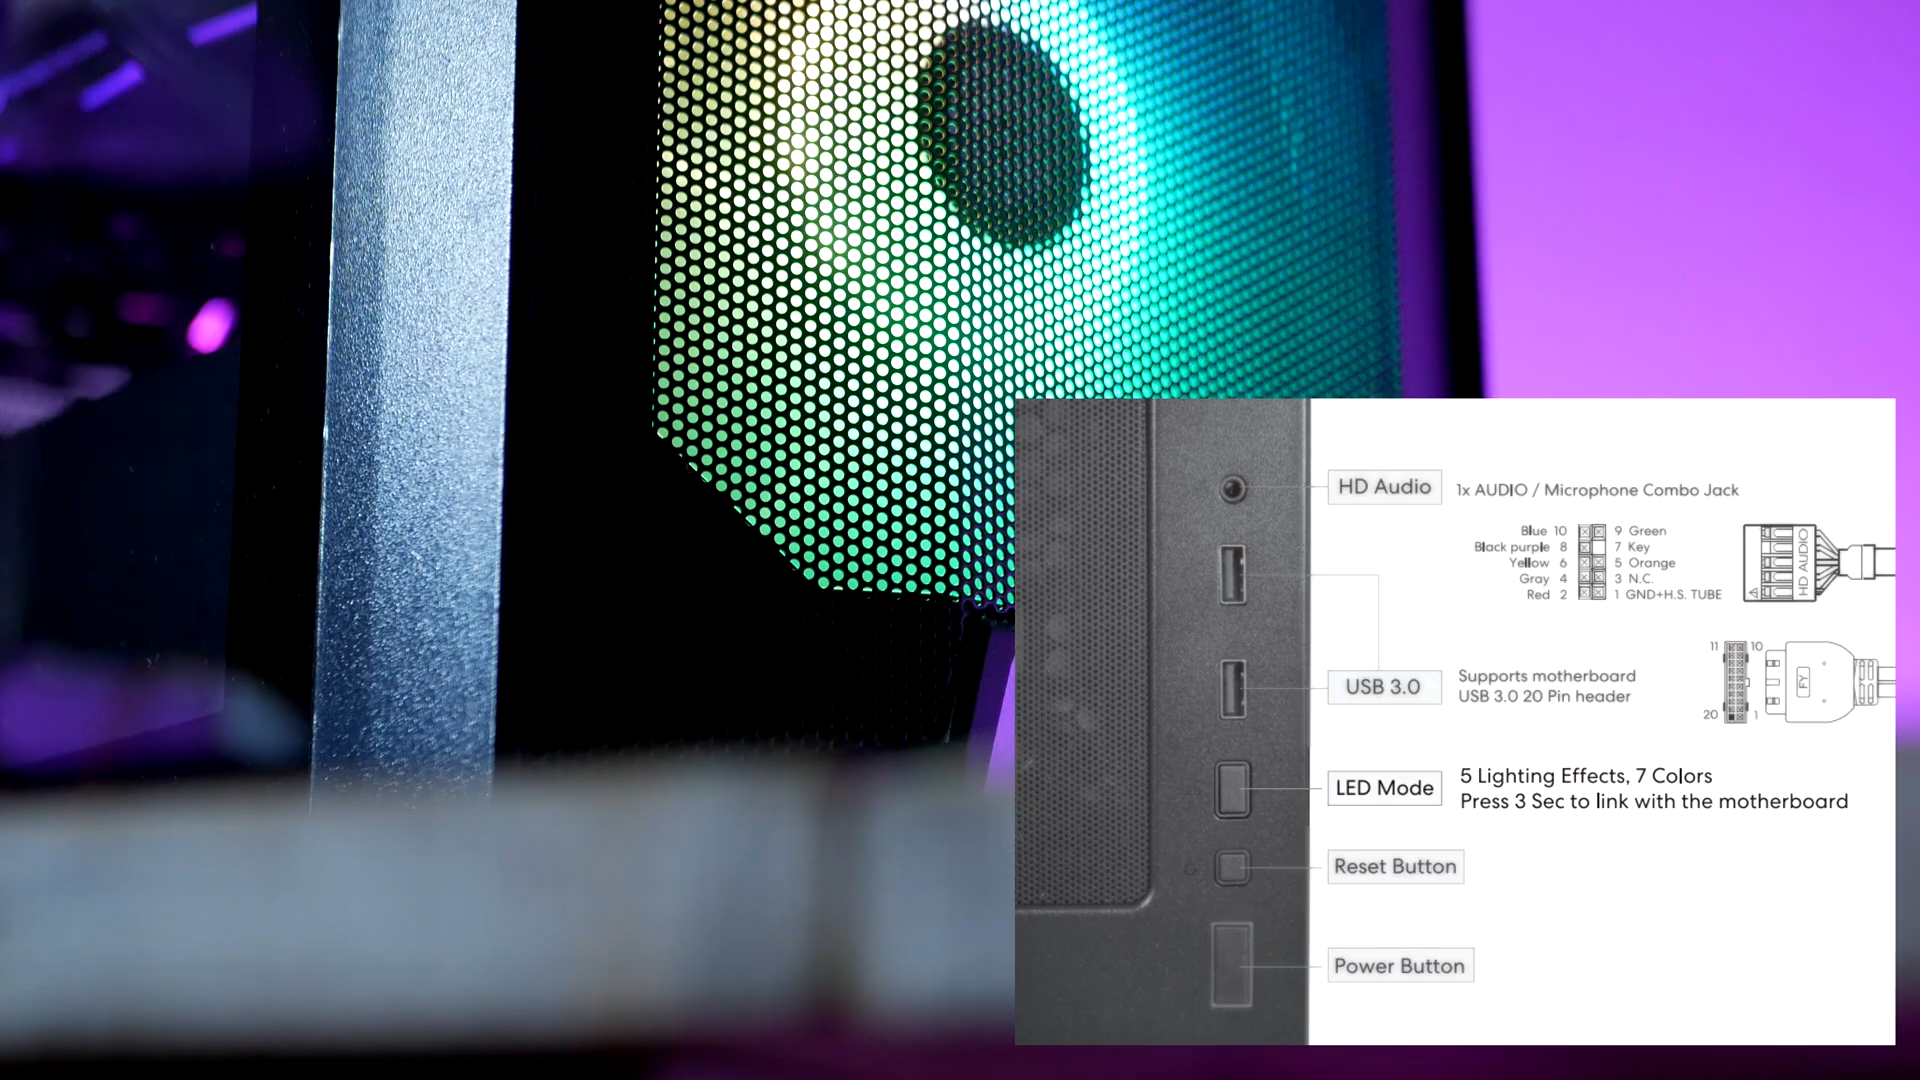 HD Audio
1x AUDIO / Microphone Combo Jack
Blue 10 9 Green
Black purple 8 7 Key
Yellow 6 5 Orange
Gray 4 3 N.C.
Red 2 1 GND+H.S. TUBE
HD AUDIO
USB 3.0
Supports motherboard
USB 3.0 20 Pin header
11 10
20 1
FY
LED Mode
5 Lighting Effects, 7 Colors
Press 3 Sec to link with the motherboard
Reset Button
Power Button